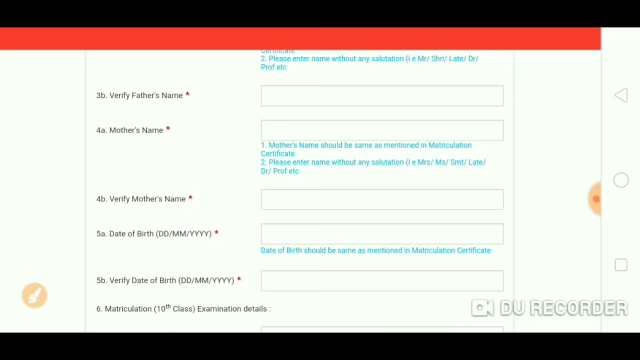 Certificate.
2. Please enter name without any salutation (i.e Mr/ Shri/ Late/ Dr/
Prof etc
3b. Verify Father's Name *
4a. Mother's Name *
1. Mother's Name should be same as mentioned in Matriculation
Certificate.
2. Please enter name without any salutation (i.e Mrs/ Ms/ Smt/ Late/
Dr/ Prof etc
4b. Verify Mother's Name *
5a. Date of Birth (DD/MM/YYYY) *
Date of Birth should be same as mentioned in Matriculation Certificate.
5b. Verify Date of Birth (DD/MM/YYYY) *
6. Matriculation (10th Class) Examination details :
DU RECORDER